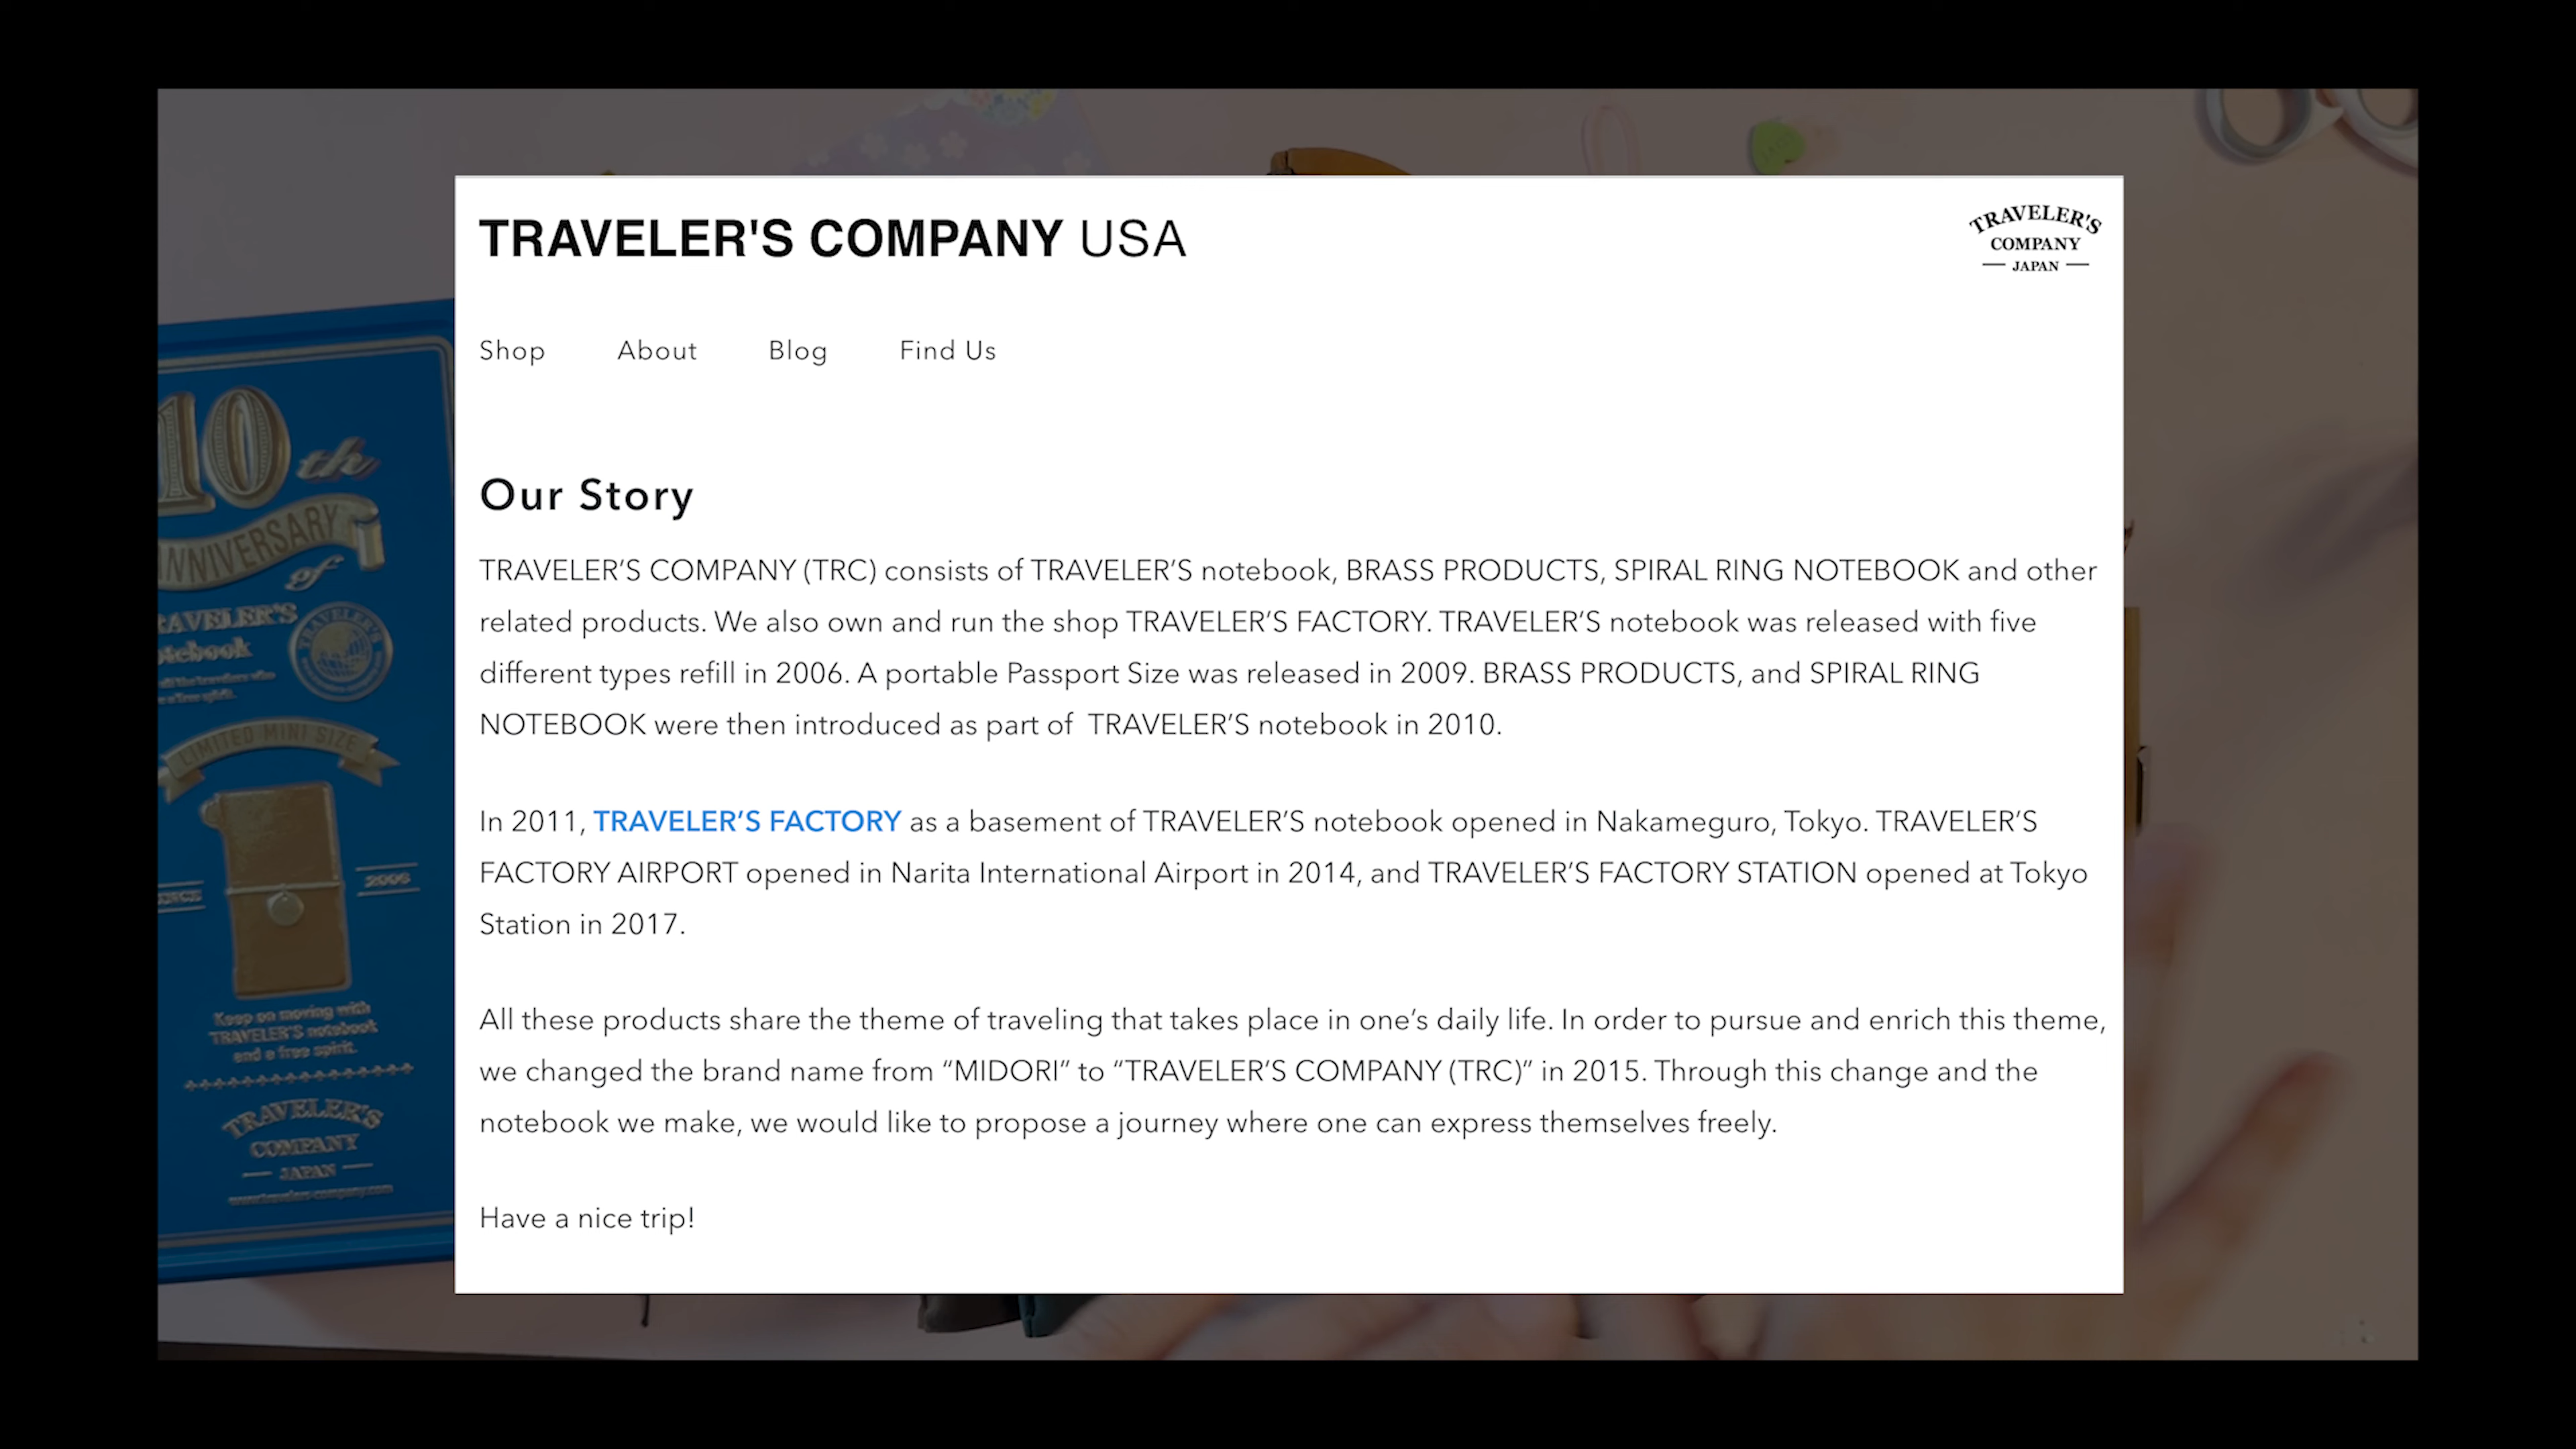 TRAVELER'S COMPANY USA
TRAVELER'S
COMPANY
JAPAN
Shop About Blog Find Us
Our Story
TRAVELER’S COMPANY (TRC) consists of TRAVELER’S notebook, BRASS PRODUCTS, SPIRAL RING NOTEBOOK and other
related products. We also own and run the shop TRAVELER’S FACTORY. TRAVELER’S notebook was released with five
different types refill in 2006. A portable Passport Size was released in 2009. BRASS PRODUCTS, and SPIRAL RING
NOTEBOOK were then introduced as part of TRAVELER’S notebook in 2010.
In 2011, TRAVELER’S FACTORY as a basement of TRAVELER’S notebook opened in Nakameguro, Tokyo. TRAVELER’S
FACTORY AIRPORT opened in Narita International Airport in 2014, and TRAVELER’S FACTORY STATION opened at Tokyo
Station in 2017.
All these products share the theme of traveling that takes place in one’s daily life. In order to pursue and enrich this theme,
we changed the brand name from “MIDORI” to “TRAVELER’S COMPANY (TRC)” in 2015. Through this change and the
notebook we make, we would like to propose a journey where one can express themselves freely.
Have a nice trip!
10th
of
LIMITED MINI SIZE
2006
Keep on moving with
TRAVELER'S notebook
and a free spirit.
TRAVELER'S
COMPANY
JAPAN
www.travelers-company.com